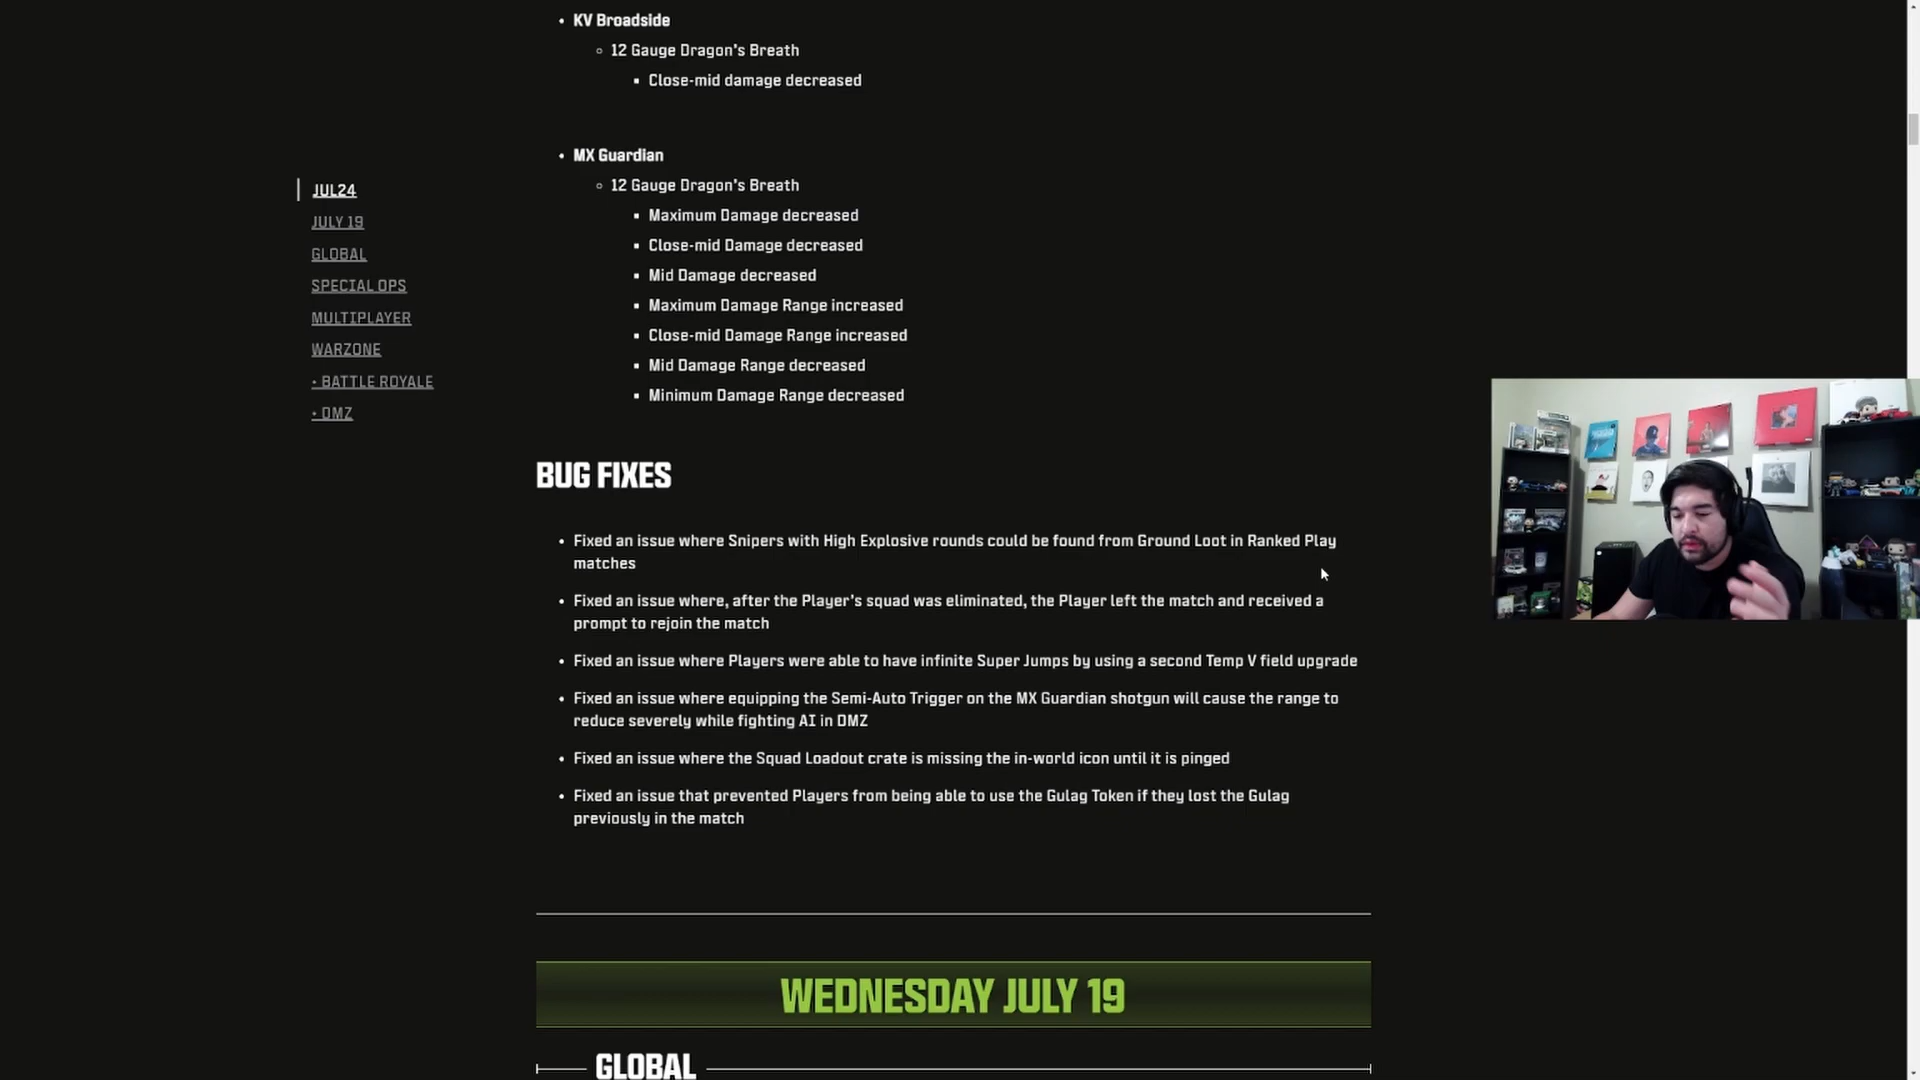 KV Broadside
12 Gauge Dragon's Breath
Close-mid damage decreased
MX Guardian
12 Gauge Dragon's Breath
Maximum Damage decreased
Close-mid Damage decreased
Mid Damage decreased
Maximum Damage Range increased
Close-mid Damage Range increased
Mid Damage Range decreased
Minimum Damage Range decreased
JUL24
JULY 19
GLOBAL
SPECIAL OPS
MULTIPLAYER
WARZONE
• BATTLE ROYALE
• DMZ
BUG FIXES
Fixed an issue where Snipers with High Explosive rounds could be found from Ground Loot in Ranked Play
matches
Fixed an issue where, after the Player's squad was eliminated, the Player left the match and received a
prompt to rejoin the match
Fixed an issue where Players were able to have infinite Super Jumps by using a second Temp V field upgrade
Fixed an issue where equipping the Semi-Auto Trigger on the MX Guardian shotgun will cause the range to
reduce severely while fighting AI in DMZ
Fixed an issue where the Squad Loadout crate is missing the in-world icon until it is pinged
Fixed an issue that prevented Players from being able to use the Gulag Token if they lost the Gulag
previously in the match
WEDNESDAY JULY 19
GLOBAL